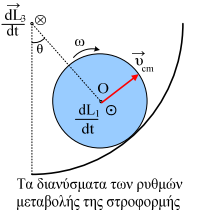 dL₃/dt ⊗
θ
ω
υ⃗cm
O
dL₁/dt ⊙
Τα διανύσματα των ρυθμών
μεταβολής της στροφορμής